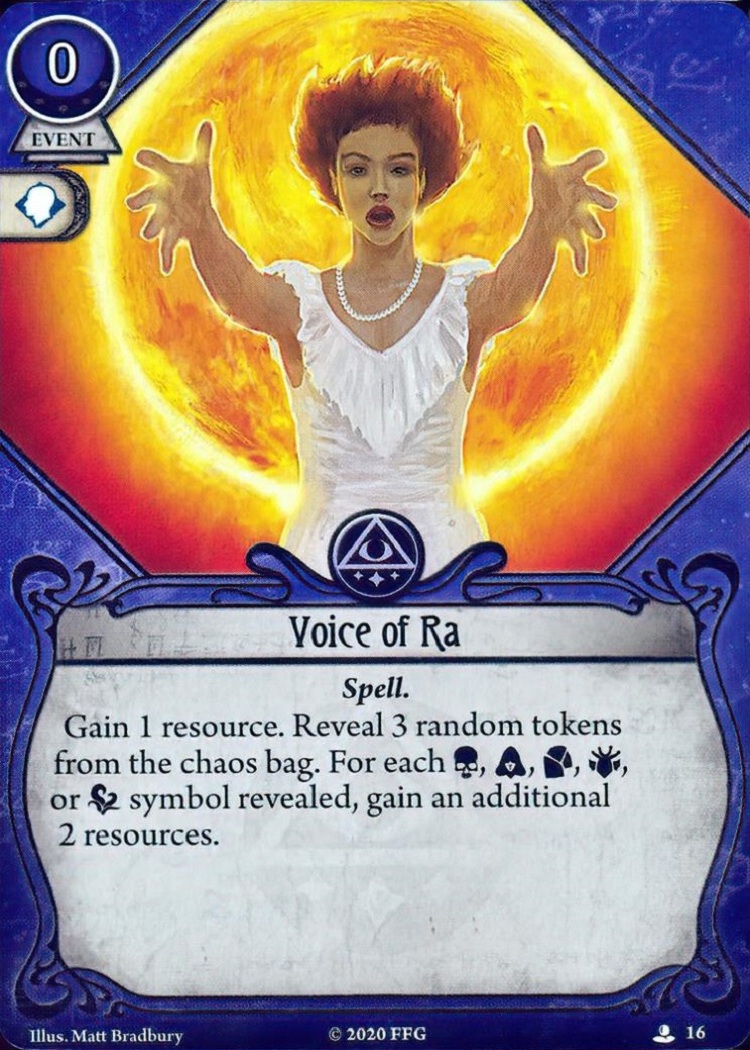 0
EVENT
Voice of Ra
Spell.
Gain 1 resource. Reveal 3 random tokens
from the chaos bag. For each , , , ,
or symbol revealed, gain an additional
2 resources.
Illus. Matt Bradbury
© 2020 FFG
16